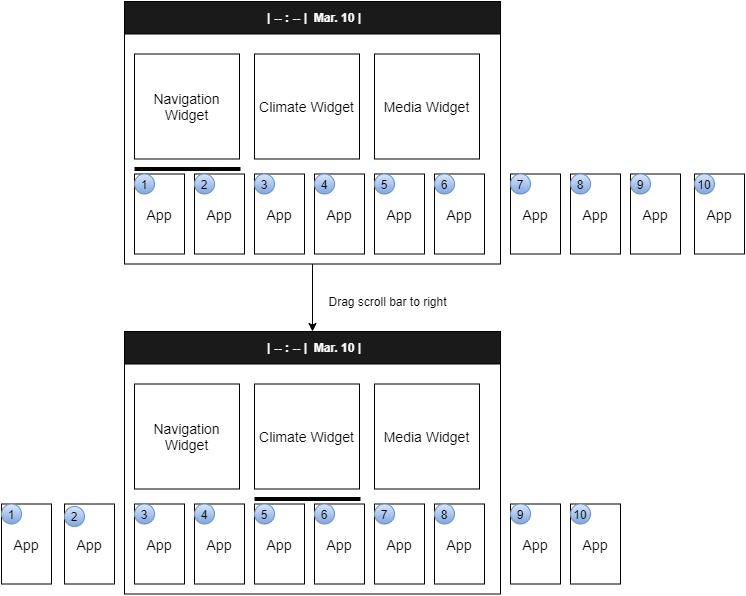 | -- : -- |  Mar. 10 |
Navigation
Widget
Climate Widget
Media Widget
1 2 3 4 5 6 7 8 9 10
App App App App App App App App App App
Drag scroll bar to right
| -- : -- |  Mar. 10 |
Navigation
Widget
Climate Widget
Media Widget
1 2 3 4 5 6 7 8 9 10
App App App App App App App App App App